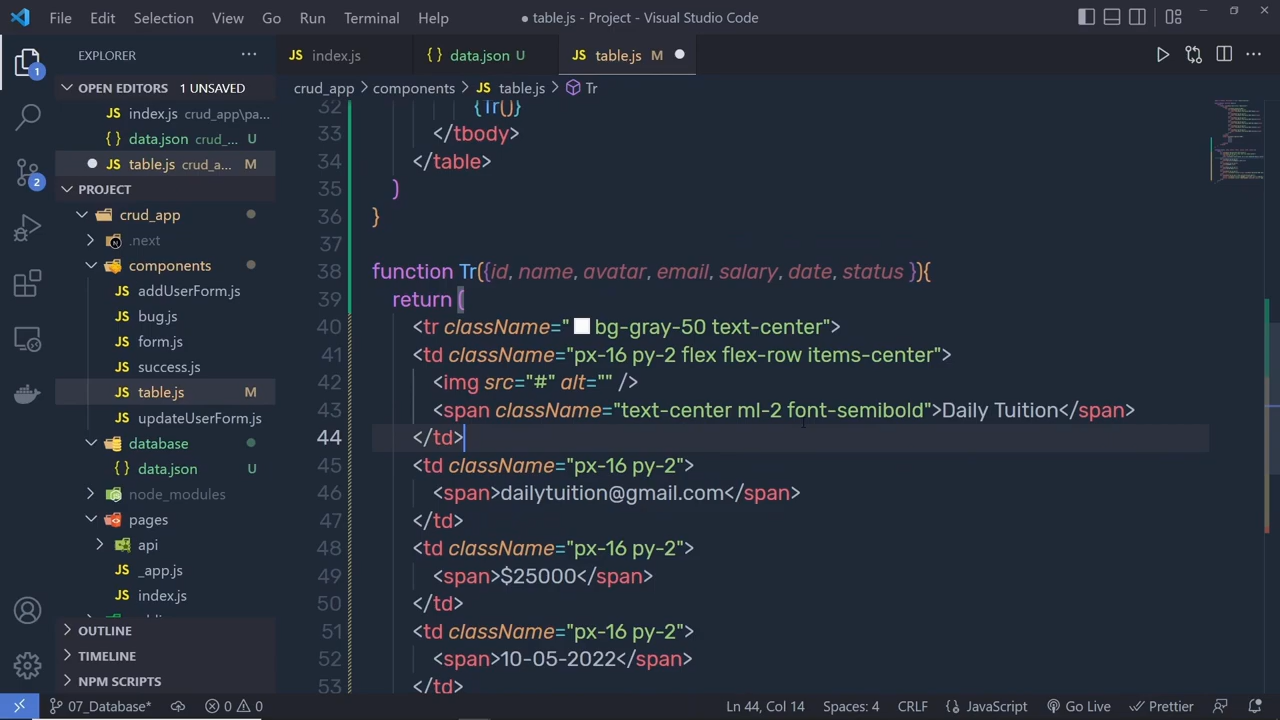 File Edit Selection View Go Run Terminal Help
● table.js - Project - Visual Studio Code
EXPLORER
JS index.js
{} data.json U
JS table.js M
OPEN EDITORS 1 UNSAVED
JS index.js crud_app\pa...
{} data.json crud_... U
JS table.js crud_a... M
PROJECT
crud_app
.next
components
JS addUserForm.js
JS bug.js
JS form.js
JS success.js
JS table.js M
JS updateUserForm.js
database
{} data.json U
node_modules
pages
api
JS _app.js
JS index.js
OUTLINE
TIMELINE
NPM SCRIPTS
1
2
crud_app > components > JS table.js > Tr
32 {Tr()}
33 </tbody>
34 </table>
35 )
36 }
37
38 function Tr({id, name, avatar, email, salary, date, status }){
39 return (
40 <tr className=" bg-gray-50 text-center">
41 <td className="px-16 py-2 flex flex-row items-center">
42 <img src="#" alt="" />
43 <span className="text-center ml-2 font-semibold">Daily Tuition</span>
44 </td>
45 <td className="px-16 py-2">
46 <span>dailytuition@gmail.com</span>
47 </td>
48 <td className="px-16 py-2">
49 <span>$25000</span>
50 </td>
51 <td className="px-16 py-2">
52 <span>10-05-2022</span>
53 </td>
07_Database* 0 0 Ln 44, Col 14 Spaces: 4 CRLF {} JavaScript Go Live Prettier